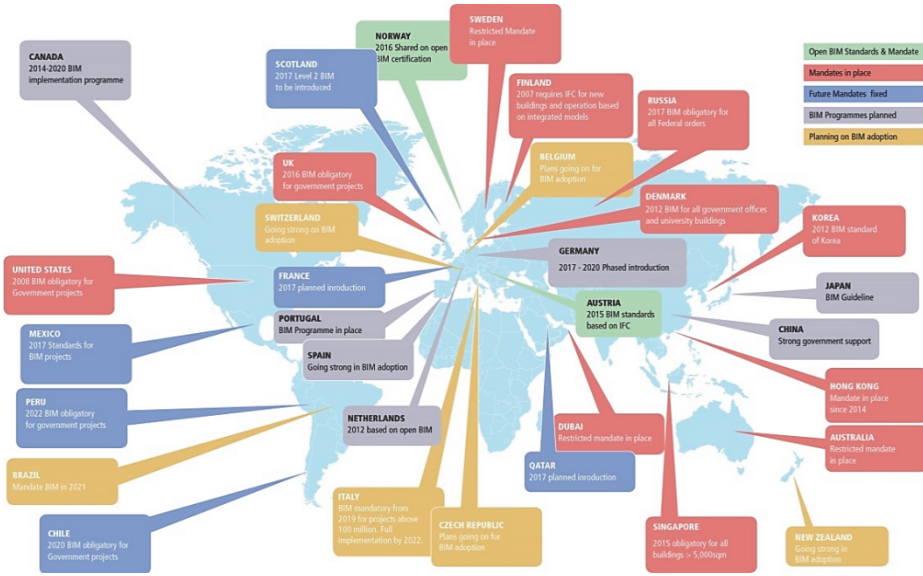 CANADA
2014-2020 BIM
implementation programme
SCOTLAND
2017 Level 2 BIM
to be introduced
NORWAY
2016 Shared on open
BIM certification
SWEDEN
Restricted Mandate
in place
FINLAND
2007 requires IFC for new
buildings and operation based
on integrated models
RUSSIA
2017 BIM obligatory for
all Federal orders
Open BIM Standards & Mandate
Mandates in place
Future Mandates fixed
BIM Programmes planned
Planning on BIM adoption
UK
2016 BIM obligatory
for government projects
BELGIUM
Plans going on for
BIM adoption
SWITZERLAND
Going strong on BIM
adoption
DENMARK
2012 BIM for all government offices
and university buildings
KOREA
2012 BIM standard
of Korea
UNITED STATES
2008 BIM obligatory for
Government projects
FRANCE
2017 planned inroduction
GERMANY
2017 - 2020 Phased introduction
JAPAN
BIM Guideline
MEXICO
2017 Standards for
BIM projects
PORTUGAL
BIM Programme in place
AUSTRIA
2015 BIM standards
based on IFC
CHINA
Strong government support
SPAIN
Going strong in BIM adoption
PERU
2022 BIM obligatory
for government projects
NETHERLANDS
2012 based on open BIM
DUBAI
Restricted mandate in place
HONG KONG
Mandate in place
since 2014
BRAZIL
Mandate BIM in 2021
QATAR
2017 planned inroduction
AUSTRALIA
Restricted mandate
in place
CHILE
2020 BIM obligatory for
Government projects
ITALY
BIM mandatory from
2019 for projects above
100 million. Full
implementation by 2022.
CZECH REPUBLIC
Plans going on for
BIM adoption
SINGAPORE
2015 obligatory for all
buildings > 5,000sqm
NEW ZEALAND
Going strong in
BIM adoption